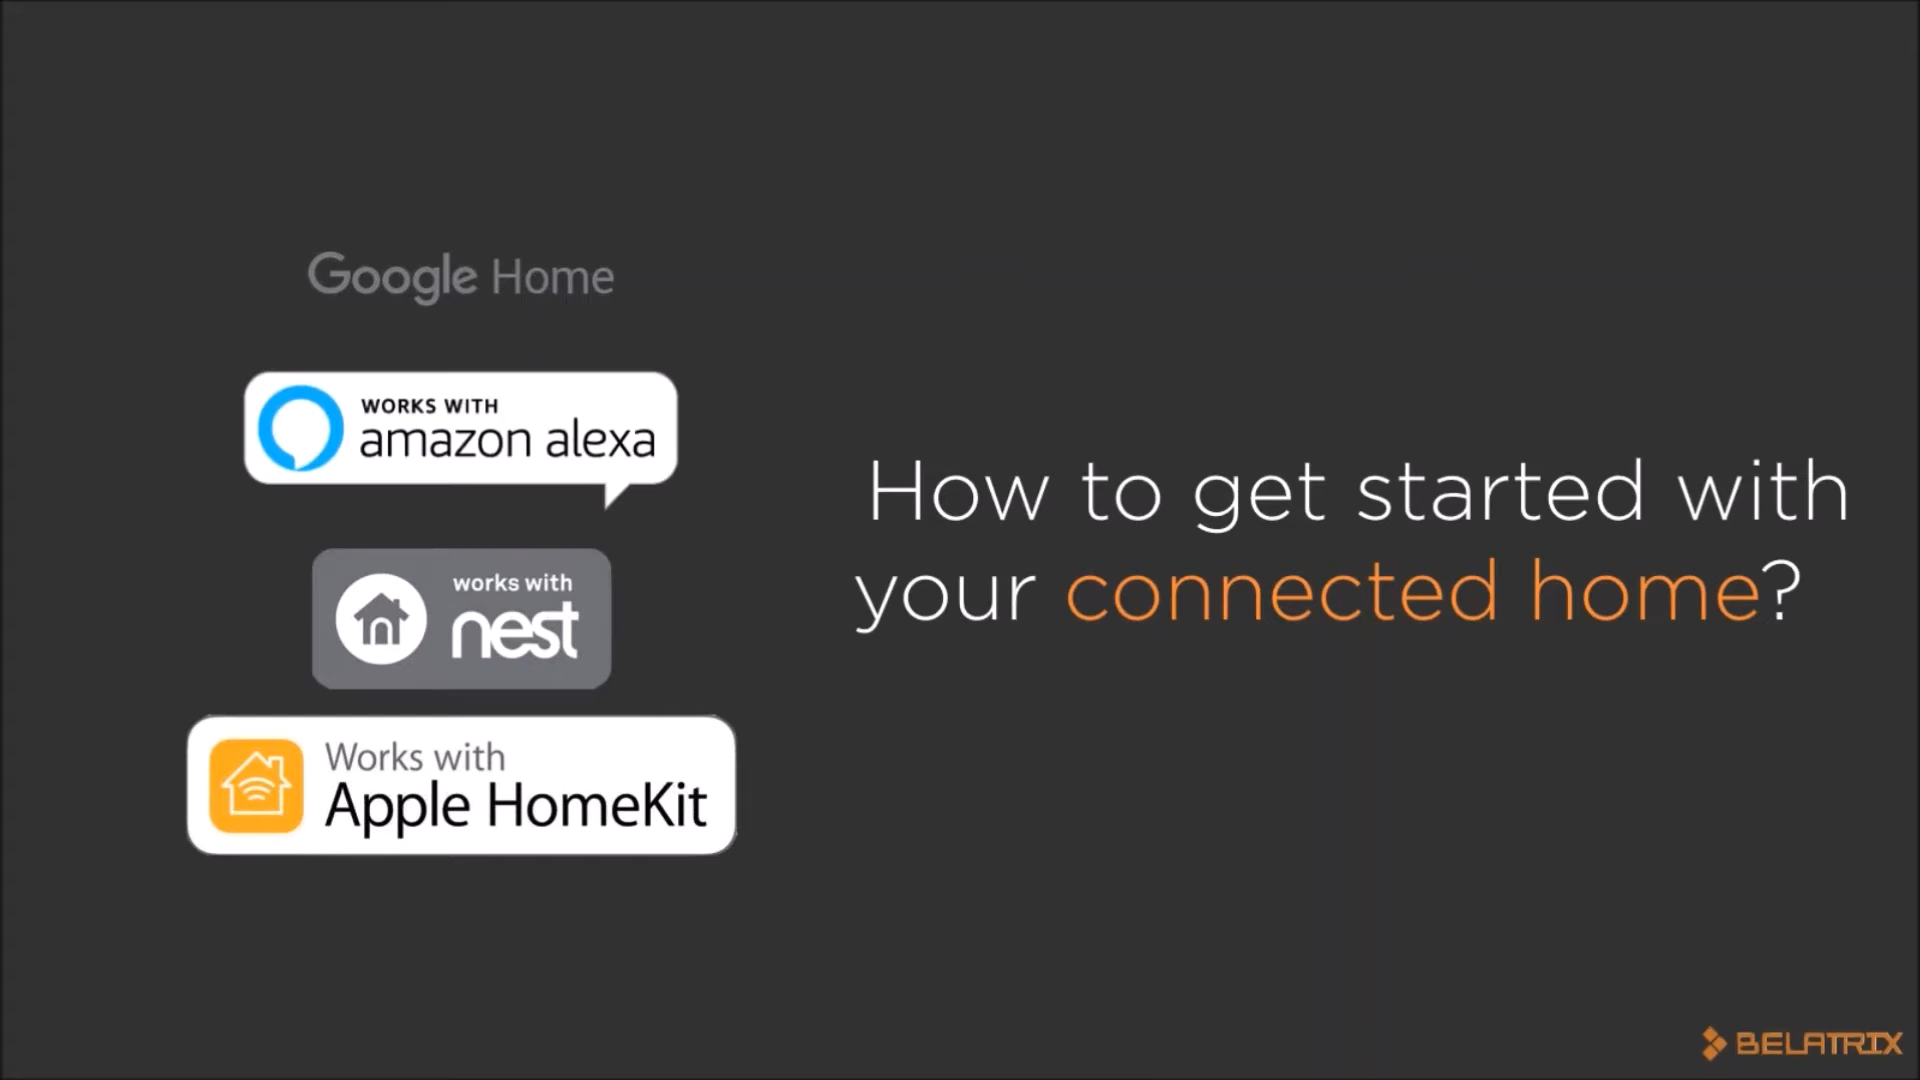 Google Home
WORKS WITH
amazon alexa
works with
nest
Works with
Apple HomeKit
How to get started with
your connected home?
BELATRIX